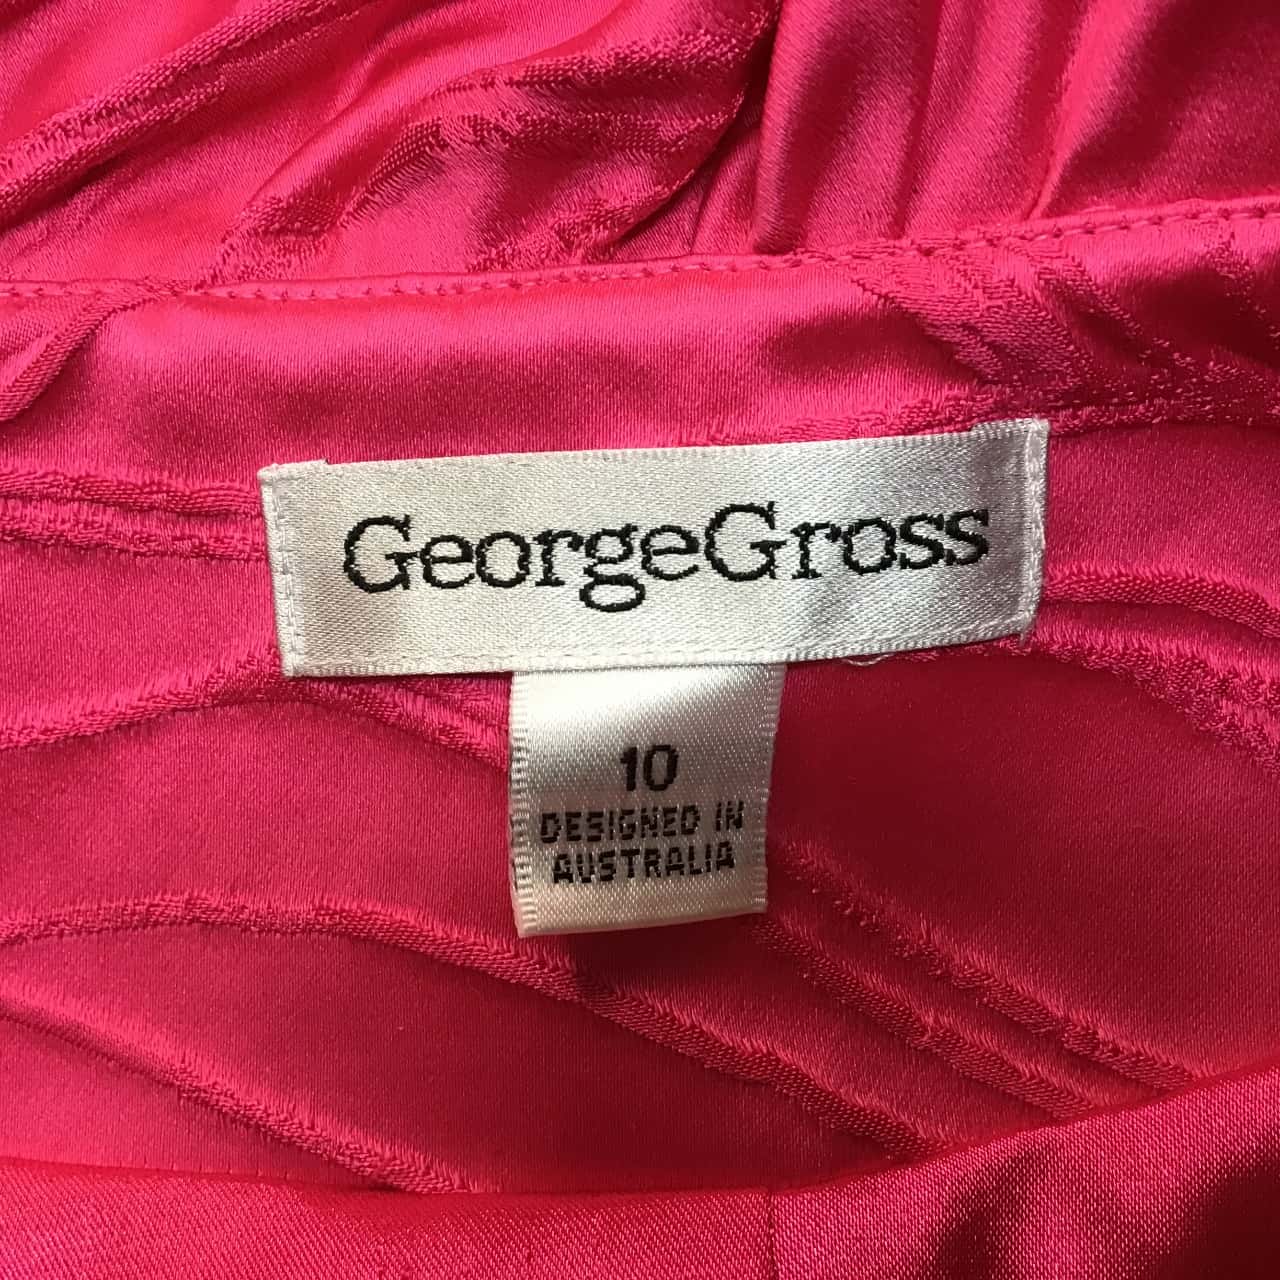 GeorgeGross
10
DESIGNED IN
AUSTRALIA